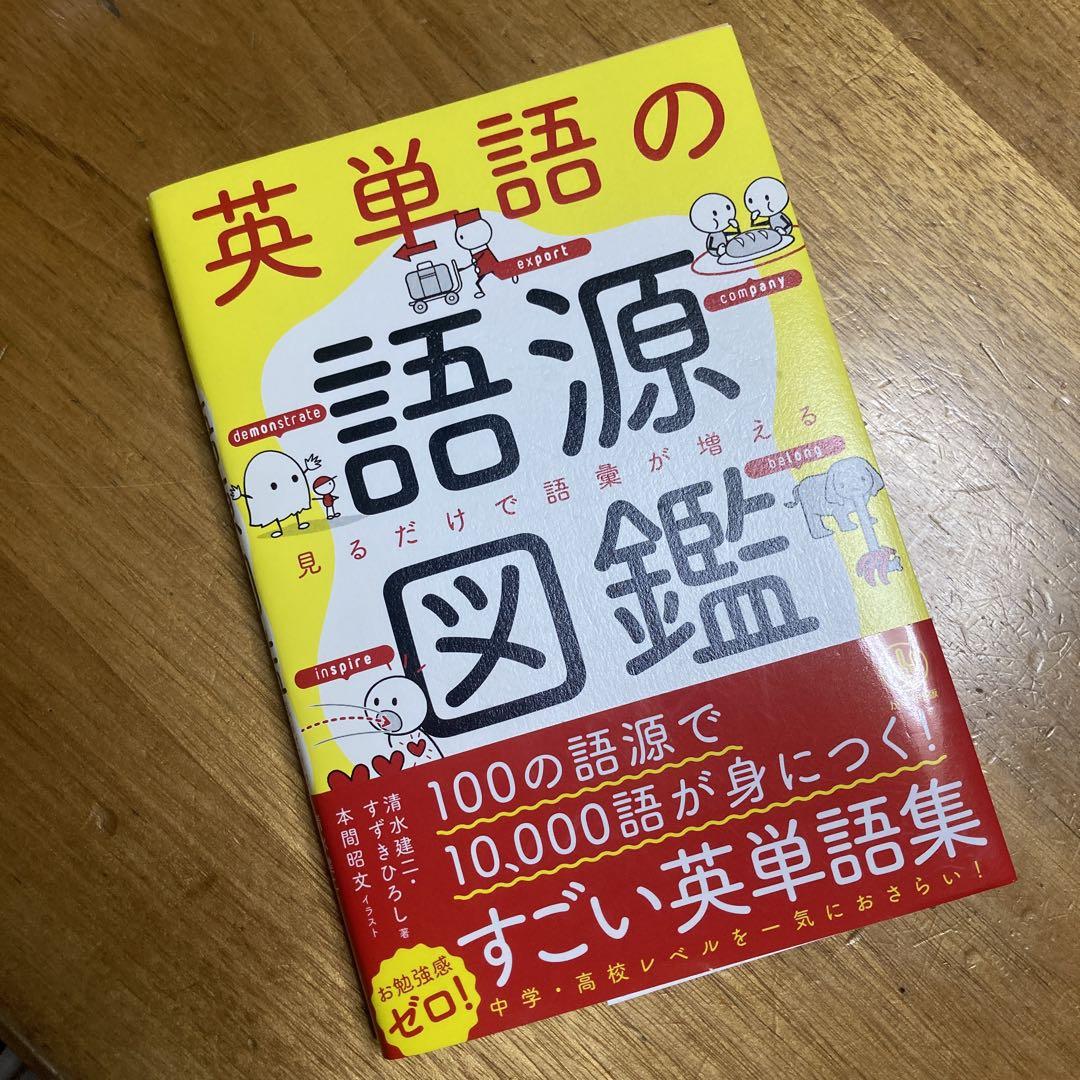 英単語の
語源
図鑑
見るだけで語彙が増える
export
company
demonstrate
belong
inspire
100の語源で
10,000語が身につく!
すごい英単語集
中学・高校レベルを一気におさらい!
清水建二・
すずきひろし 著
本間昭文 イラスト
お勉強感
ゼロ!